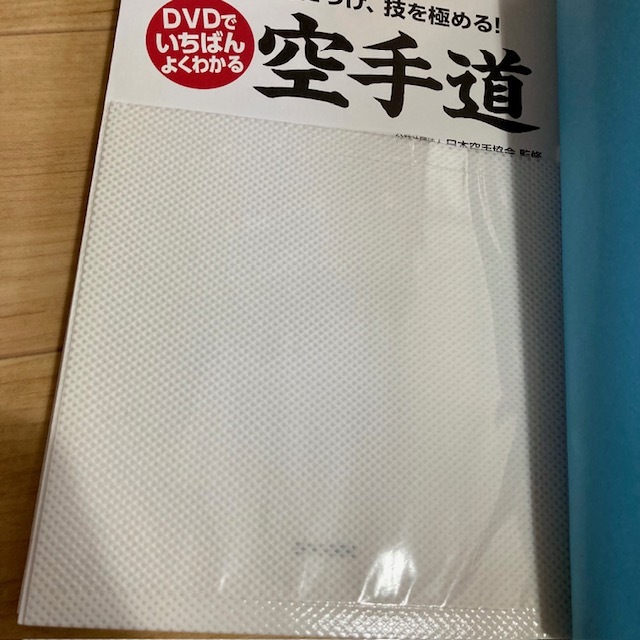 技を極める!
DVDで
いちばん
よくわかる
空手道
日本空手協会 監修